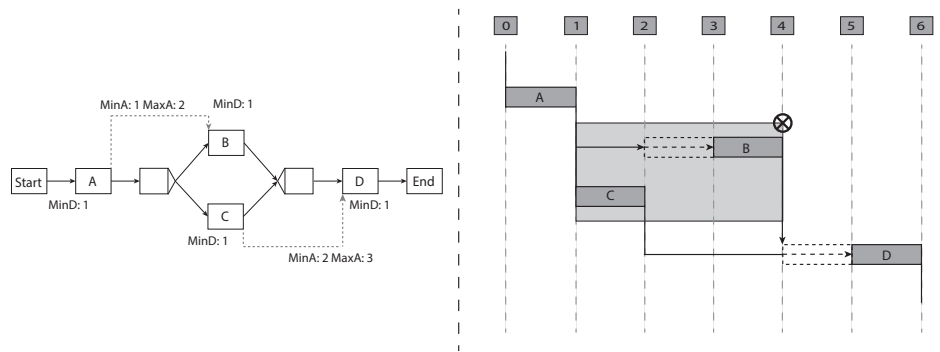 MinA: 1 MaxA: 2
MinD: 1
B
Start
A
D
End
MinD: 1
MinD: 1
C
MinD: 1
MinA: 2 MaxA: 3
0 1 2 3 4 5 6
A
B
C
D